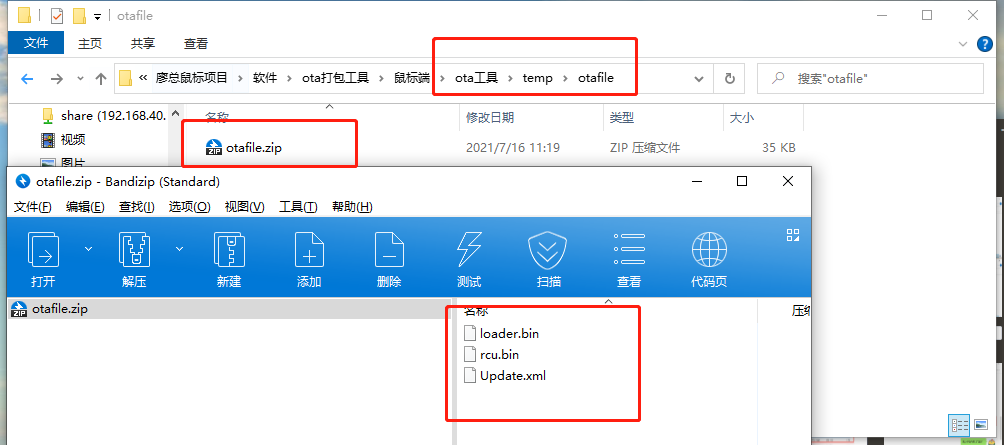 otafile
文件 主页 共享 查看
« 廖总鼠标项目 › 软件 › ota打包工具 › 鼠标端 › ota工具 › temp › otafile 搜索"otafile"
share (192.168.40. 名称 修改日期 类型 大小
视频 otafile.zip 2021/7/16 11:19 ZIP 压缩文件 35 KB
图片
otafile.zip - Bandizip (Standard)
文件(F) 编辑(E) 查找(I) 选项(O) 视图(V) 工具(T) 帮助(H)
打开 解压 新建 添加 删除 测试 扫描 查看 代码页
otafile.zip 名称 压缩
loader.bin
rcu.bin
Update.xml